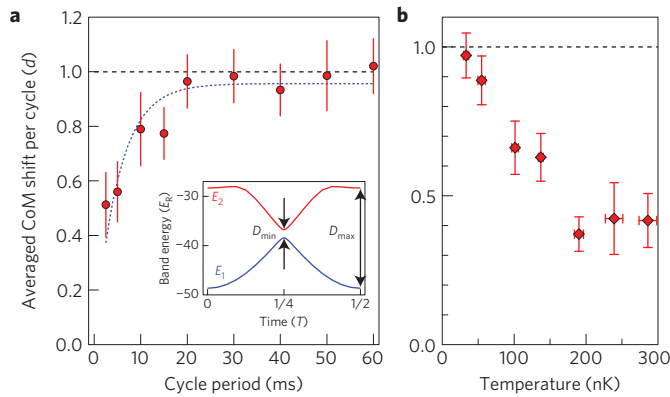 a
Averaged CoM shift per cycle (d)
1.2
1.0
0.8
0.6
0.4
0.2
0.0
0 10 20 30 40 50 60
Cycle period (ms)
Band energy (E_R)
−30
−40
−50
E_2
E_1
D_min
D_max
0 1/4 1/2
Time (T)
b
1.0
0.5
0.0
0 100 200 300
Temperature (nK)